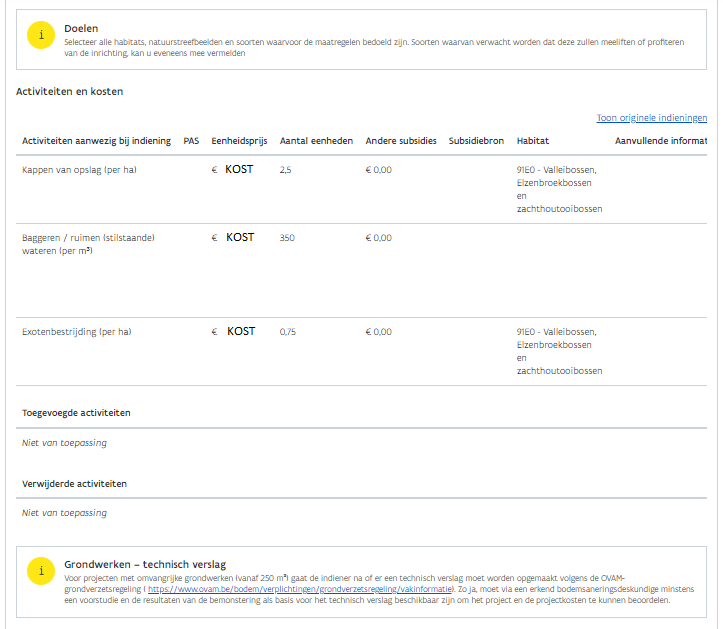 i
Doelen
Selecteer alle habitats, natuurstreefbeelden en soorten waarvoor de maatregelen bedoeld zijn. Soorten waarvan verwacht worden dat deze zullen meeliften of profiteren
van de inrichting, kan u eveneens mee vermelden
Activiteiten en kosten
Toon originele indieningen
Activiteiten aanwezig bij indiening PAS Eenheidsprijs Aantal eenheden Andere subsidies Subsidiebron Habitat Aanvullende informat
Kappen van opslag (per ha) € KOST 2,5 € 0,00 91E0 - Valleibossen,
Elzenbroekbossen
en
zachthoutooibossen
Baggeren / ruimen (stilstaande) € KOST 350 € 0,00
wateren (per m³)
Exotenbestrijding (per ha) € KOST 0,75 € 0,00 91E0 - Valleibossen,
Elzenbroekbossen
en
zachthoutooibossen
Toegevoegde activiteiten
Niet van toepassing
Verwijderde activiteiten
Niet van toepassing
i
Grondwerken – technisch verslag
Voor projecten met omvangrijke grondwerken (vanaf 250 m³) gaat de indiener na of er een technisch verslag moet worden opgemaakt volgens de OVAM-
grondverzetsregeling ( https://www.ovam.be/bodem/verplichtingen/grondverzetsregeling/vakinformatie). Zo ja, moet via een erkend bodemsaneringsdeskundige minstens
een voorstudie en de resultaten van de bemonstering als basis voor het technisch verslag beschikbaar zijn om het project en de projectkosten te kunnen beoordelen.